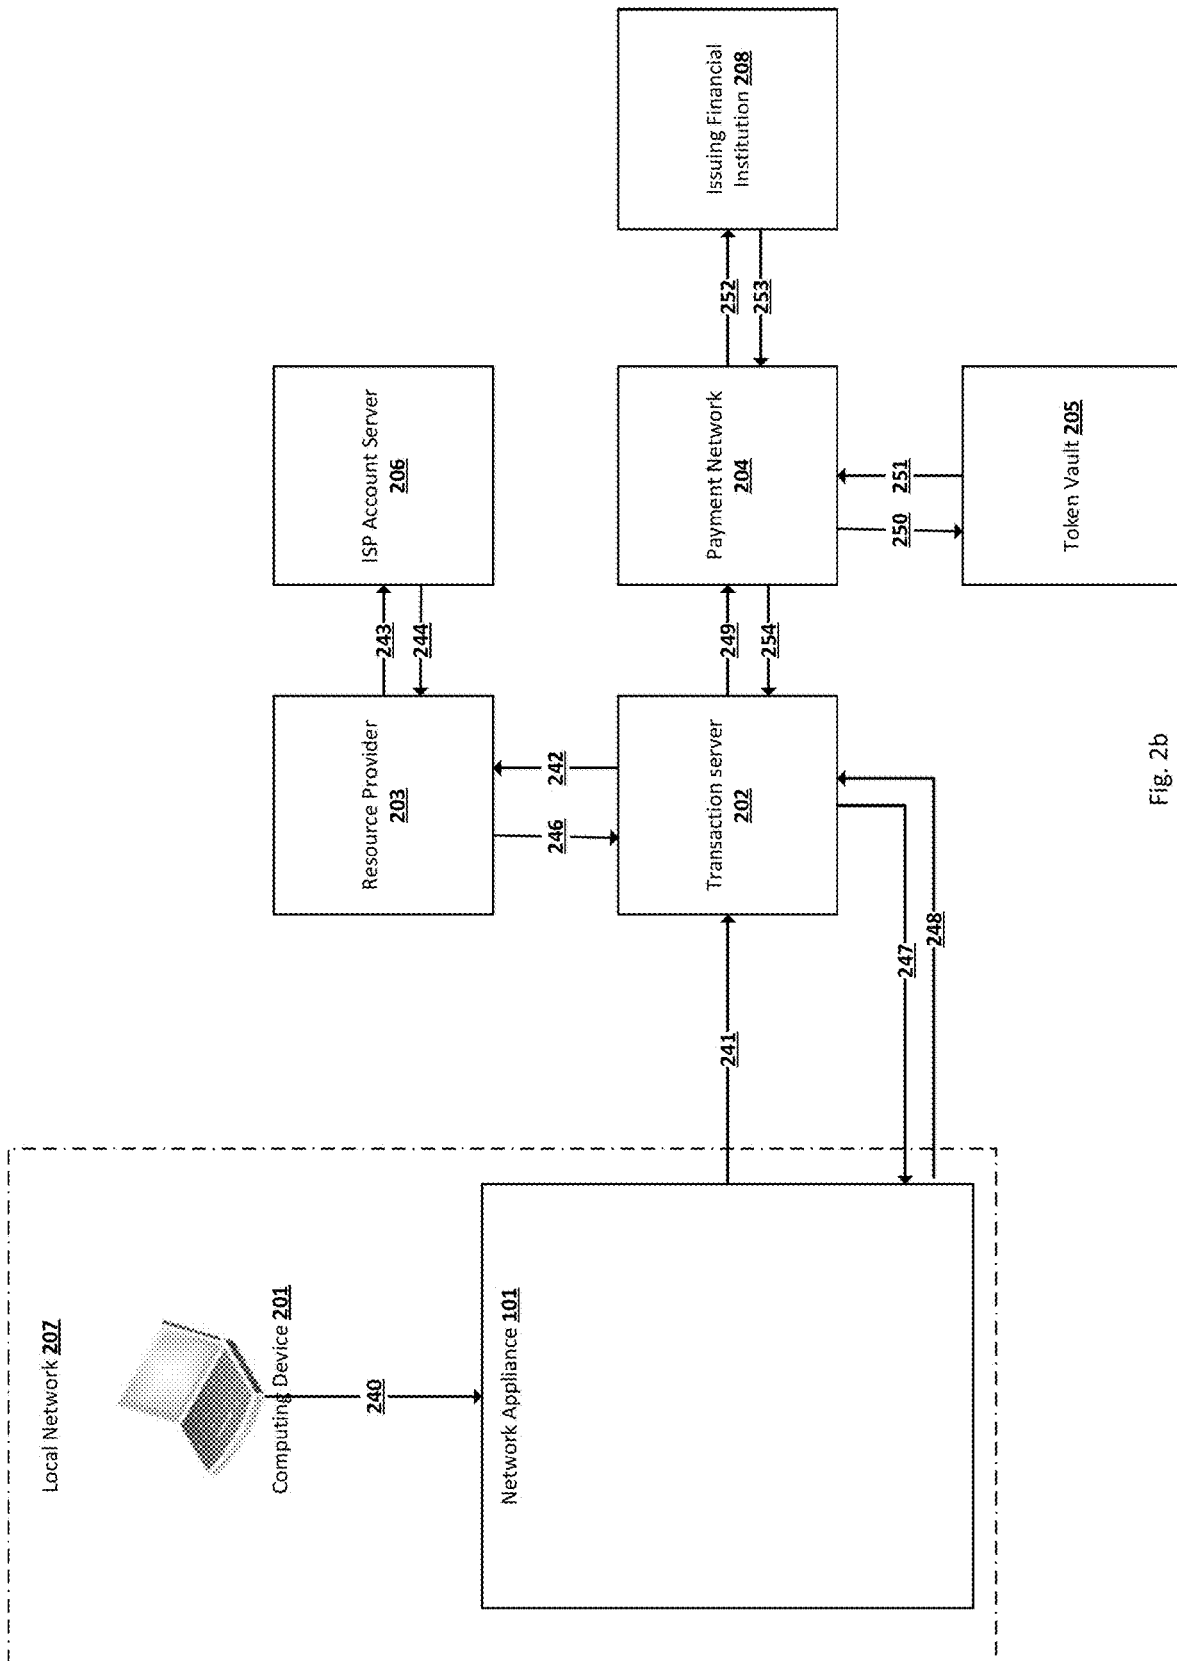 Local Network 207
Computing Device 201
240
Network Appliance 101
241
247
248
Resource Provider
203
243
244
ISP Account Server
206
246
242
Transaction server
202
249
254
Payment Network
204
252
253
Issuing Financial
Institution 208
250
251
Token Vault 205
Fig. 2b